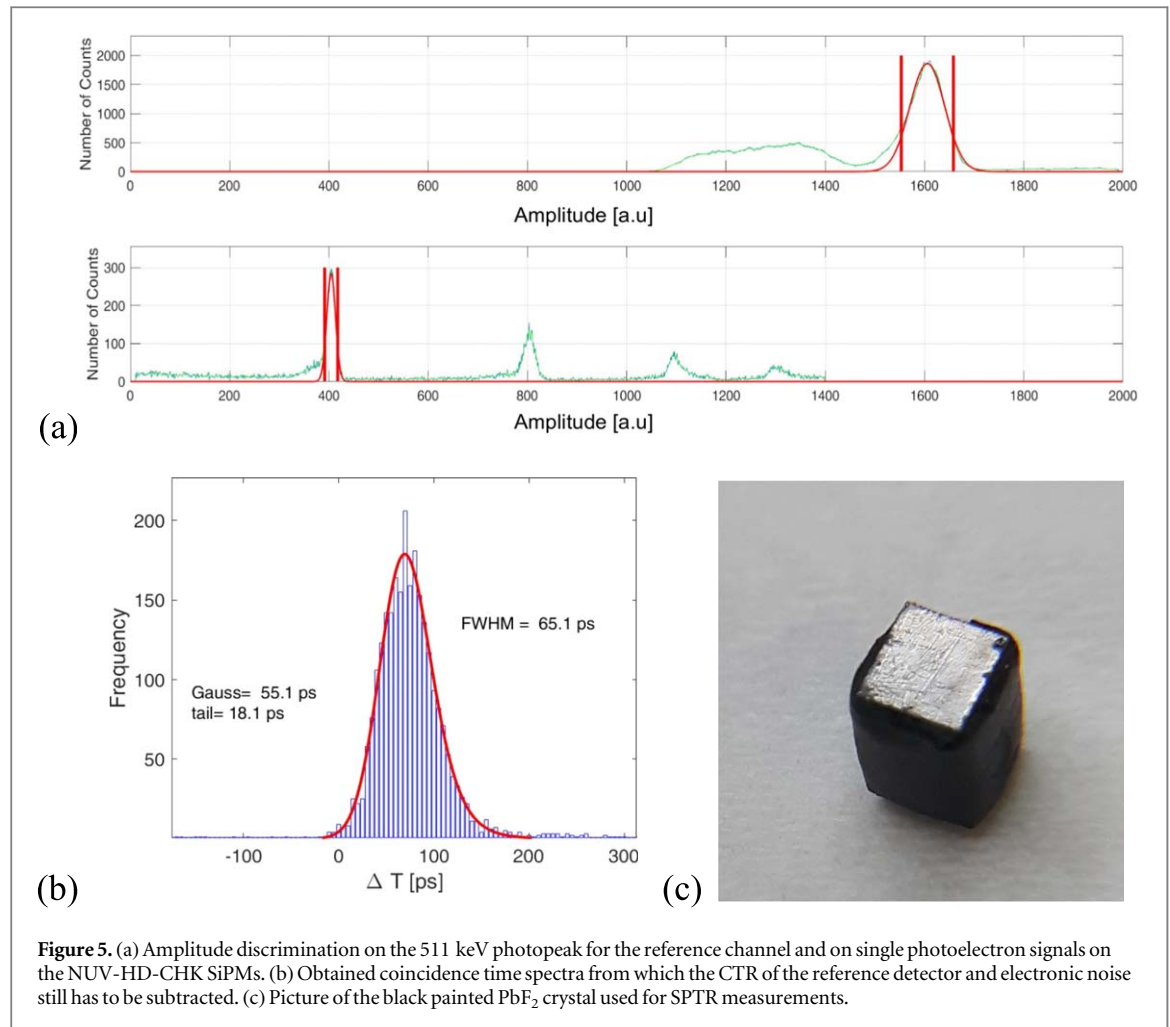 Number of Counts
2000
1500
1000
500
0
0 200 400 600 800 1000 1200 1400 1600 1800 2000
Amplitude [a.u]
Number of Counts
300
200
100
0
0 200 400 600 800 1000 1200 1400 1600 1800 2000
Amplitude [a.u]
(a)
Frequency
200
150
100
50
FWHM = 65.1 ps
Gauss= 55.1 ps
tail= 18.1 ps
-100 0 100 200 300
Δ T [ps]
(b)
(c)
Figure 5. (a) Amplitude discrimination on the 511 keV photopeak for the reference channel and on single photoelectron signals on
the NUV-HD-CHK SiPMs. (b) Obtained coincidence time spectra from which the CTR of the reference detector and electronic noise
still has to be subtracted. (c) Picture of the black painted PbF₂ crystal used for SPTR measurements.